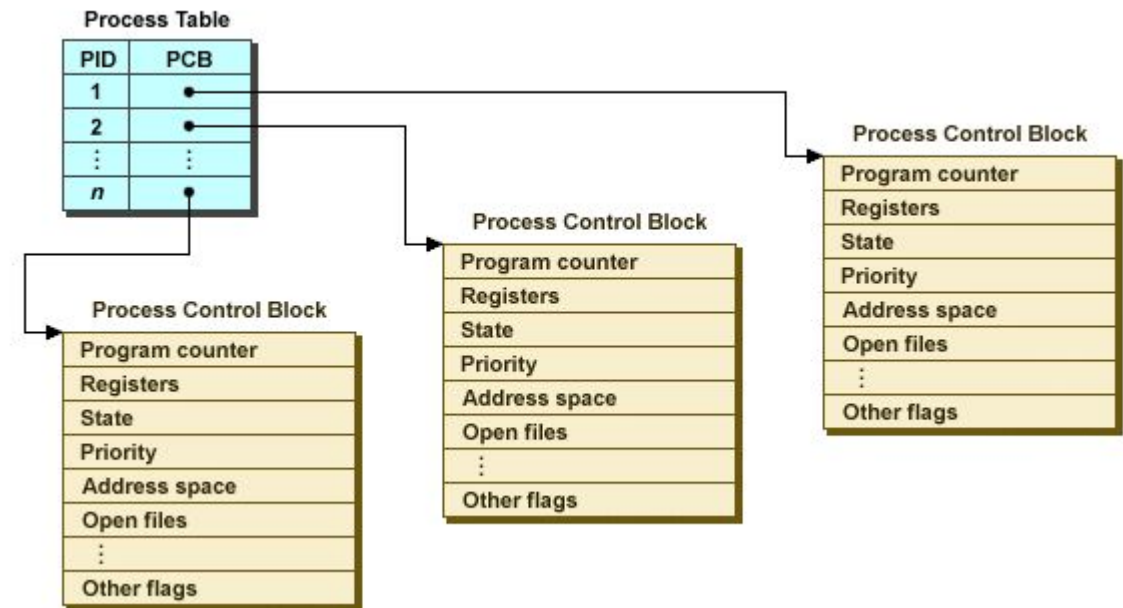 Process Table
PID PCB
1
2
⋮ ⋮
n
Process Control Block
Program counter
Registers
State
Priority
Address space
Open files
⋮
Other flags
Process Control Block
Program counter
Registers
State
Priority
Address space
Open files
⋮
Other flags
Process Control Block
Program counter
Registers
State
Priority
Address space
Open files
⋮
Other flags